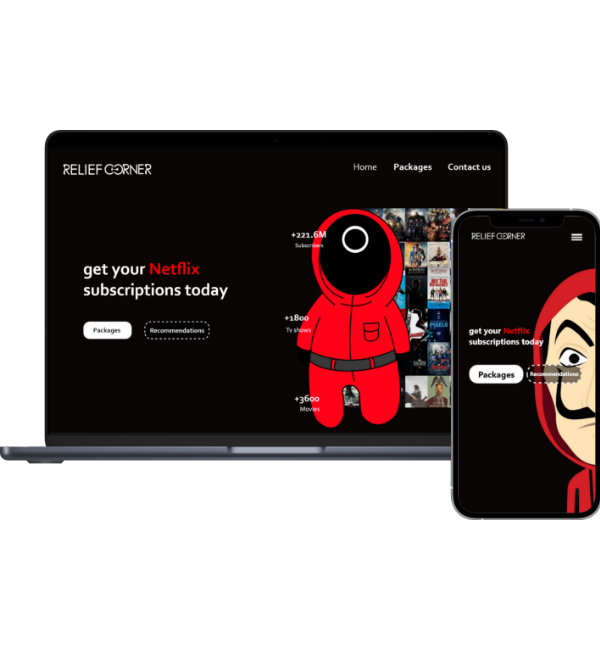 RELIEF CORNER
Home Packages Contact us
+221.6M
Subscribers
get your Netflix
subscriptions today
Packages Recommendations
+1800
Tv shows
+3600
Movies
RELIEF CORNER
get your Netflix
subscriptions today
Packages Recommendations